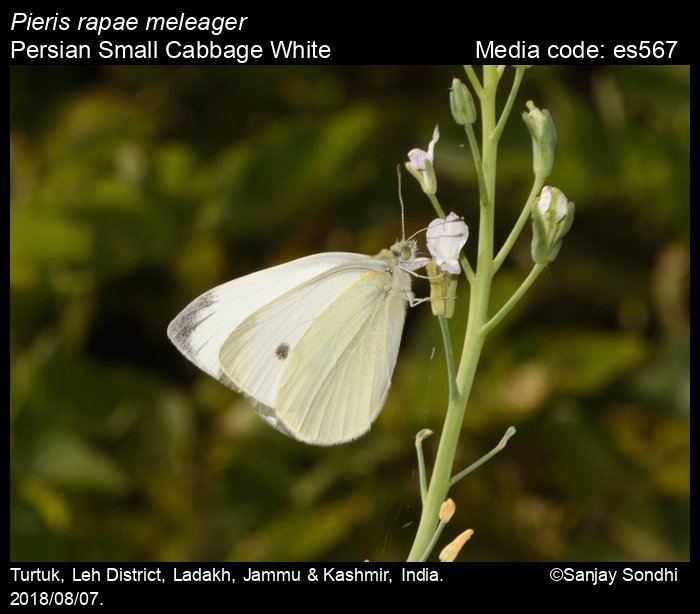 Pieris rapae meleager
Persian Small Cabbage White Media code: es567
Turtuk, Leh District, Ladakh, Jammu & Kashmir, India. ©Sanjay Sondhi
2018/08/07.